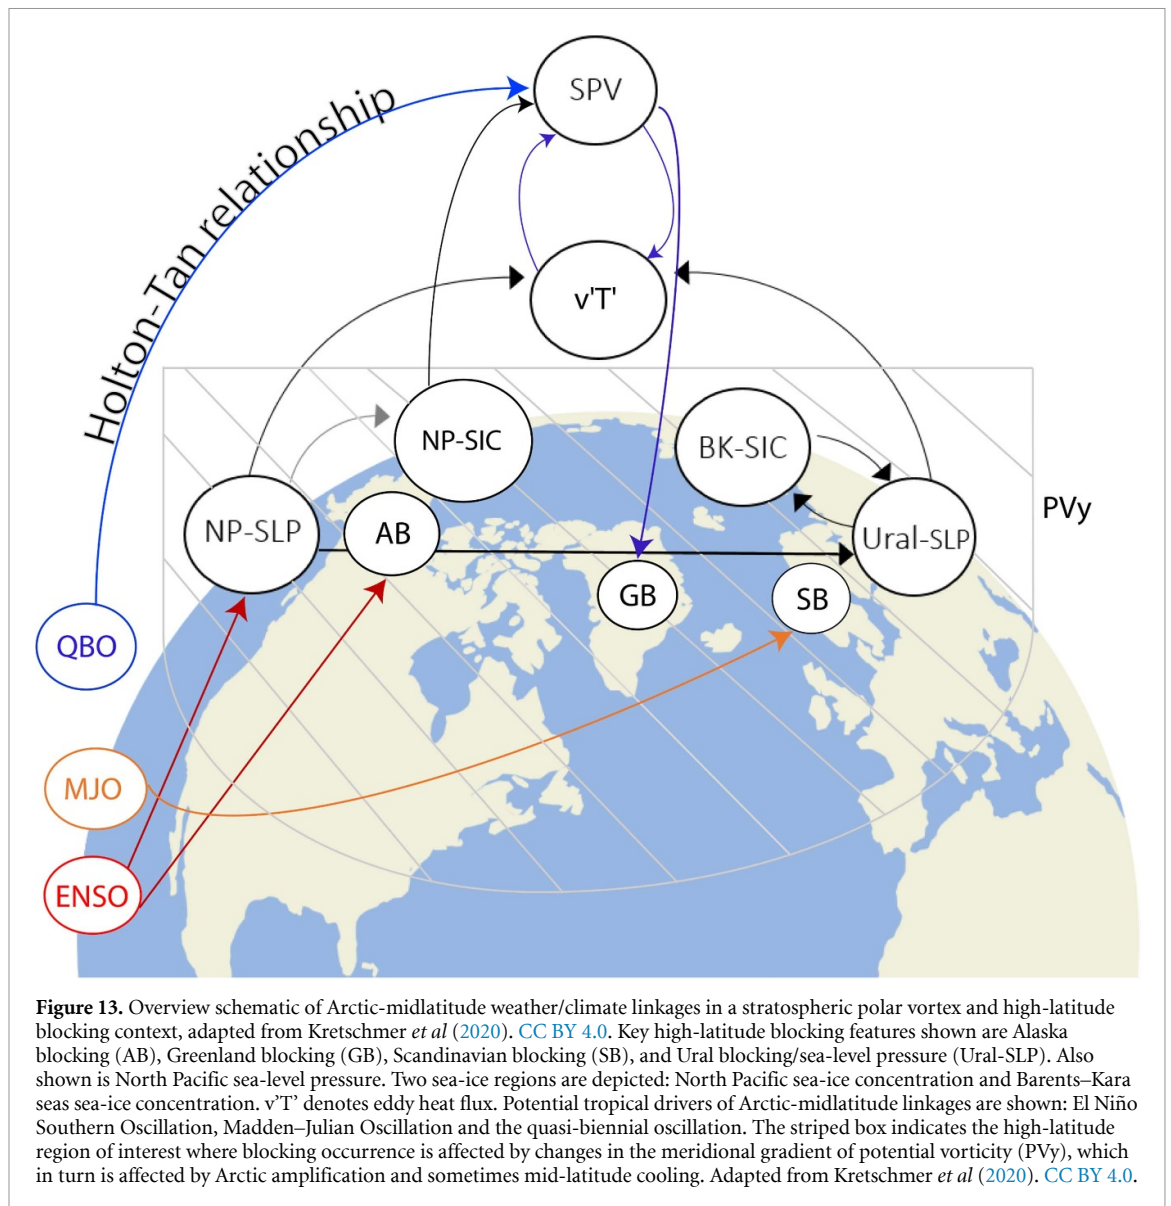 SPV
Holton-Tan relationship
v'T'
NP-SIC
BK-SIC
PVy
NP-SLP
AB
Ural-SLP
GB
SB
QBO
MJO
ENSO
Figure 13. Overview schematic of Arctic-midlatitude weather/climate linkages in a stratospheric polar vortex and high-latitude
blocking context, adapted from Kretschmer et al (2020). CC BY 4.0. Key high-latitude blocking features shown are Alaska
blocking (AB), Greenland blocking (GB), Scandinavian blocking (SB), and Ural blocking/sea-level pressure (Ural-SLP). Also
shown is North Pacific sea-level pressure. Two sea-ice regions are depicted: North Pacific sea-ice concentration and Barents–Kara
seas sea-ice concentration. v’T’ denotes eddy heat flux. Potential tropical drivers of Arctic-midlatitude linkages are shown: El Niño
Southern Oscillation, Madden–Julian Oscillation and the quasi-biennial oscillation. The striped box indicates the high-latitude
region of interest where blocking occurrence is affected by changes in the meridional gradient of potential vorticity (PVy), which
in turn is affected by Arctic amplification and sometimes mid-latitude cooling. Adapted from Kretschmer et al (2020). CC BY 4.0.